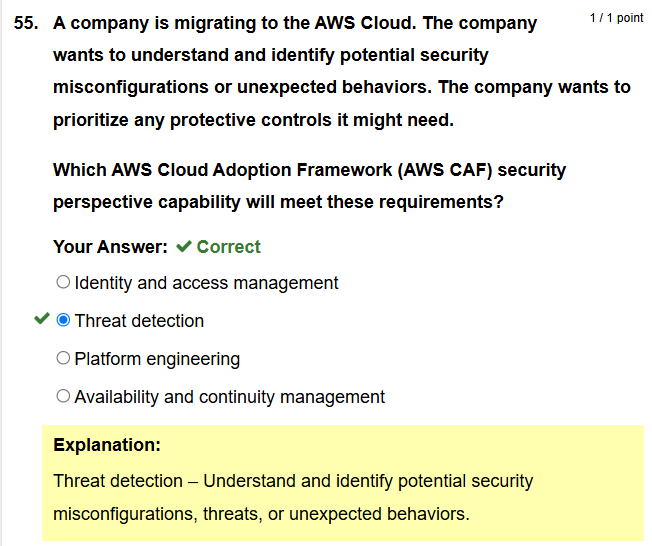 55. A company is migrating to the AWS Cloud. The company 1 / 1 point
wants to understand and identify potential security
misconfigurations or unexpected behaviors. The company wants to
prioritize any protective controls it might need.
Which AWS Cloud Adoption Framework (AWS CAF) security
perspective capability will meet these requirements?
Your Answer: ✔ Correct
Identity and access management
Threat detection
Platform engineering
Availability and continuity management
Explanation:
Threat detection – Understand and identify potential security
misconfigurations, threats, or unexpected behaviors.